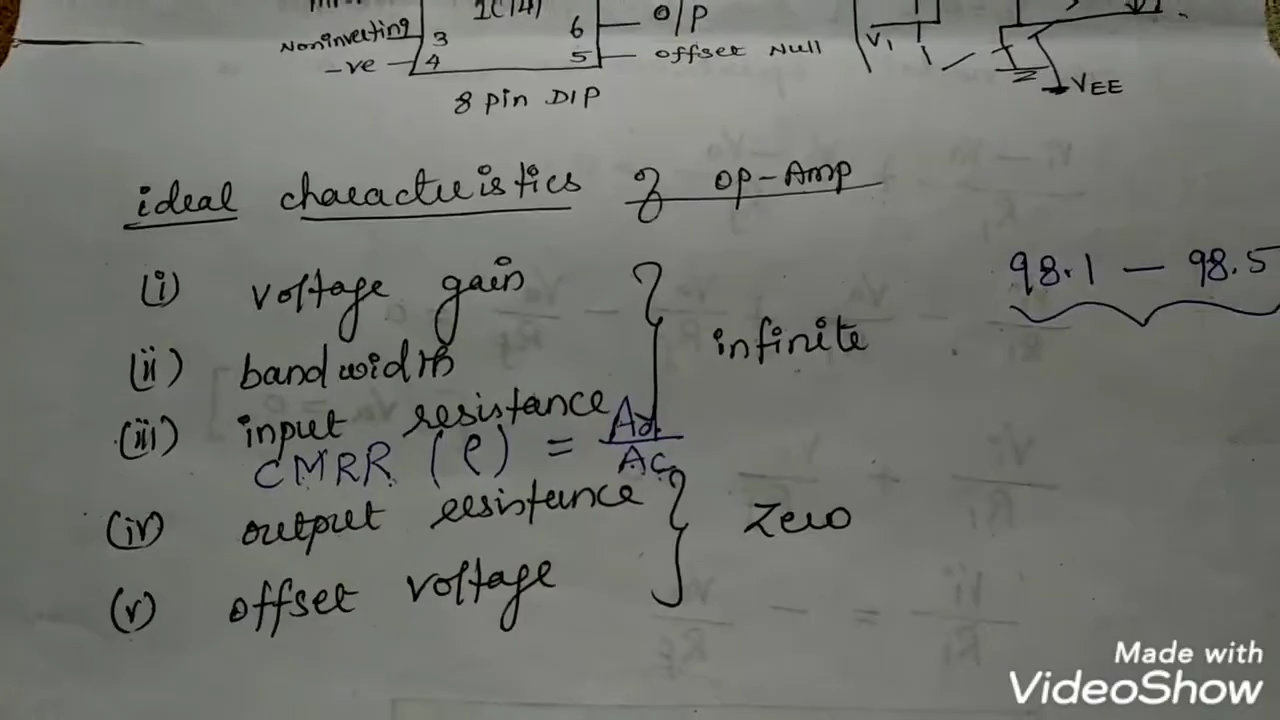 IC 741
Noninverting 3 6 O/P
-ve 4 5 offset Null
8 pin DIP
V1
VEE
ideal characteristics of Op-Amp
(i) voltage gain
(ii) bandwidth
infinite
(iii) input resistance
CMRR (ρ) = Ad/Ac
(iv) output resistance
Zero
(v) offset voltage
98.1 – 98.5
Made with
VideoShow